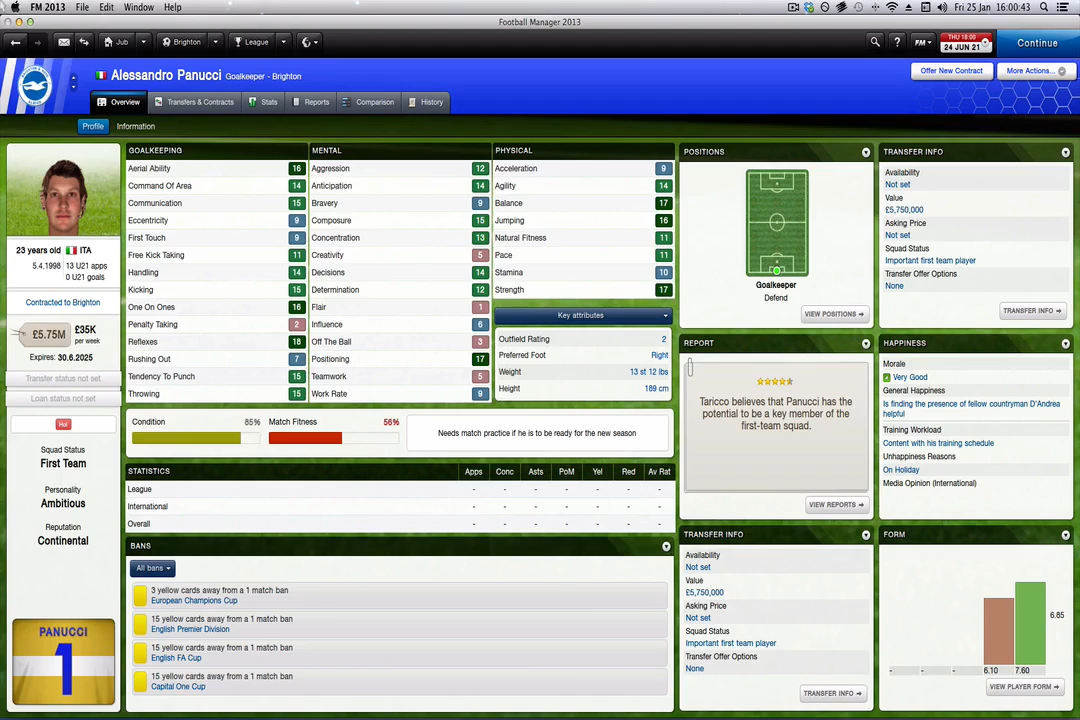 FM 2013 File Edit Window Help
Fri 25 Jan 16:00:43
Football Manager 2013
Job
Brighton
League
FM
THU 18:00
24 JUN 21
Continue
Alessandro Panucci Goalkeeper - Brighton
Offer New Contract
More Actions...
Overview
Transfers & Contracts
Stats
Reports
Comparison
History
Profile
Information
23 years old ITA
5.4.1998 13 U21 apps
0 U21 goals
Contracted to Brighton
£5.75M
£35K
per week
Expires: 30.6.2025
Transfer status not set
Loan status not set
Hol
Squad Status
First Team
Personality
Ambitious
Reputation
Continental
PANUCCI
1
GOALKEEPING
Aerial Ability 16
Command Of Area 14
Communication 15
Eccentricity 9
First Touch 9
Free Kick Taking 11
Handling 14
Kicking 15
One On Ones 16
Penalty Taking 2
Reflexes 18
Rushing Out 7
Tendency To Punch 15
Throwing 15
MENTAL
Aggression 12
Anticipation 14
Bravery 9
Composure 15
Concentration 13
Creativity 5
Decisions 14
Determination 12
Flair 1
Influence 6
Off The Ball 3
Positioning 17
Teamwork 5
Work Rate 9
PHYSICAL
Acceleration 9
Agility 14
Balance 17
Jumping 16
Natural Fitness 11
Pace 11
Stamina 10
Strength 17
Key attributes
Outfield Rating 2
Preferred Foot Right
Weight 13 st 12 lbs
Height 189 cm
Condition 85%
Match Fitness 56%
Needs match practice if he is to be ready for the new season
STATISTICS Apps Conc Asts PoM Yel Red Av Rat
League - - - - - - -
International - - - - - - -
Overall - - - - - - -
BANS
All bans
3 yellow cards away from a 1 match ban
European Champions Cup
15 yellow cards away from a 1 match ban
English Premier Division
15 yellow cards away from a 1 match ban
English FA Cup
15 yellow cards away from a 1 match ban
Capital One Cup
POSITIONS
Goalkeeper
Defend
VIEW POSITIONS
REPORT
Taricco believes that Panucci has the
potential to be a key member of the
first-team squad.
VIEW REPORTS
TRANSFER INFO
Availability
Not set
Value
£5,750,000
Asking Price
Not set
Squad Status
Important first team player
Transfer Offer Options
None
TRANSFER INFO
TRANSFER INFO
Availability
Not set
Value
£5,750,000
Asking Price
Not set
Squad Status
Important first team player
Transfer Offer Options
None
TRANSFER INFO
HAPPINESS
Morale
Very Good
General Happiness
Is finding the presence of fellow countryman D'Andrea
helpful
Training Workload
Content with his training schedule
Unhappiness Reasons
On Holiday
Media Opinion (International)
FORM
6.85
- - - 6.10 7.60
VIEW PLAYER FORM